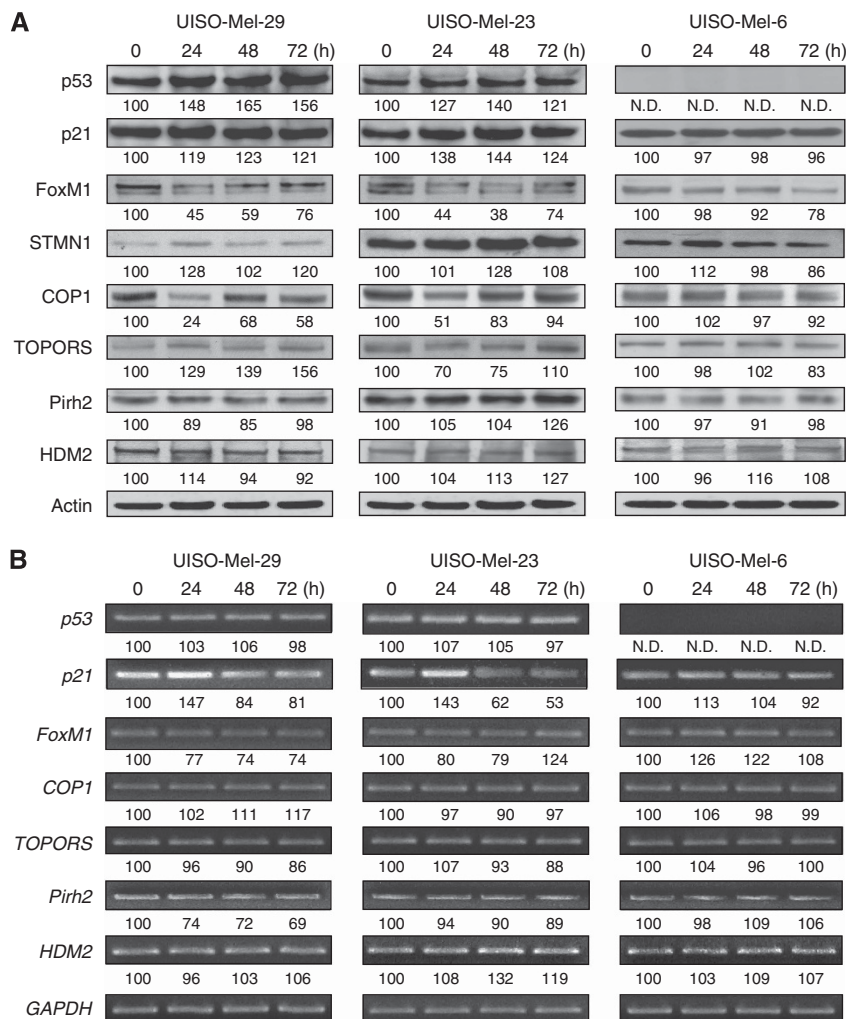 A
UISO-Mel-29 UISO-Mel-23 UISO-Mel-6
0 24 48 72 (h) 0 24 48 72 (h) 0 24 48 72 (h)
p53
100 148 165 156 100 127 140 121 N.D. N.D. N.D. N.D.
p21
100 119 123 121 100 138 144 124 100 97 98 96
FoxM1
100 45 59 76 100 44 38 74 100 98 92 78
STMN1
100 128 102 120 100 101 128 108 100 112 98 86
COP1
100 24 68 58 100 51 83 94 100 102 97 92
TOPORS
100 129 139 156 100 70 75 110 100 98 102 83
Pirh2
100 89 85 98 100 105 104 126 100 97 91 98
HDM2
100 114 94 92 100 104 113 127 100 96 116 108
Actin
B
UISO-Mel-29 UISO-Mel-23 UISO-Mel-6
0 24 48 72 (h) 0 24 48 72 (h) 0 24 48 72 (h)
p53
100 103 106 98 100 107 105 97 N.D. N.D. N.D. N.D.
p21
100 147 84 81 100 143 62 53 100 113 104 92
FoxM1
100 77 74 74 100 80 79 124 100 126 122 108
COP1
100 102 111 117 100 97 90 97 100 106 98 99
TOPORS
100 96 90 86 100 107 93 88 100 104 96 100
Pirh2
100 74 72 69 100 94 90 89 100 98 109 106
HDM2
100 96 103 106 100 108 132 119 100 103 109 107
GAPDH